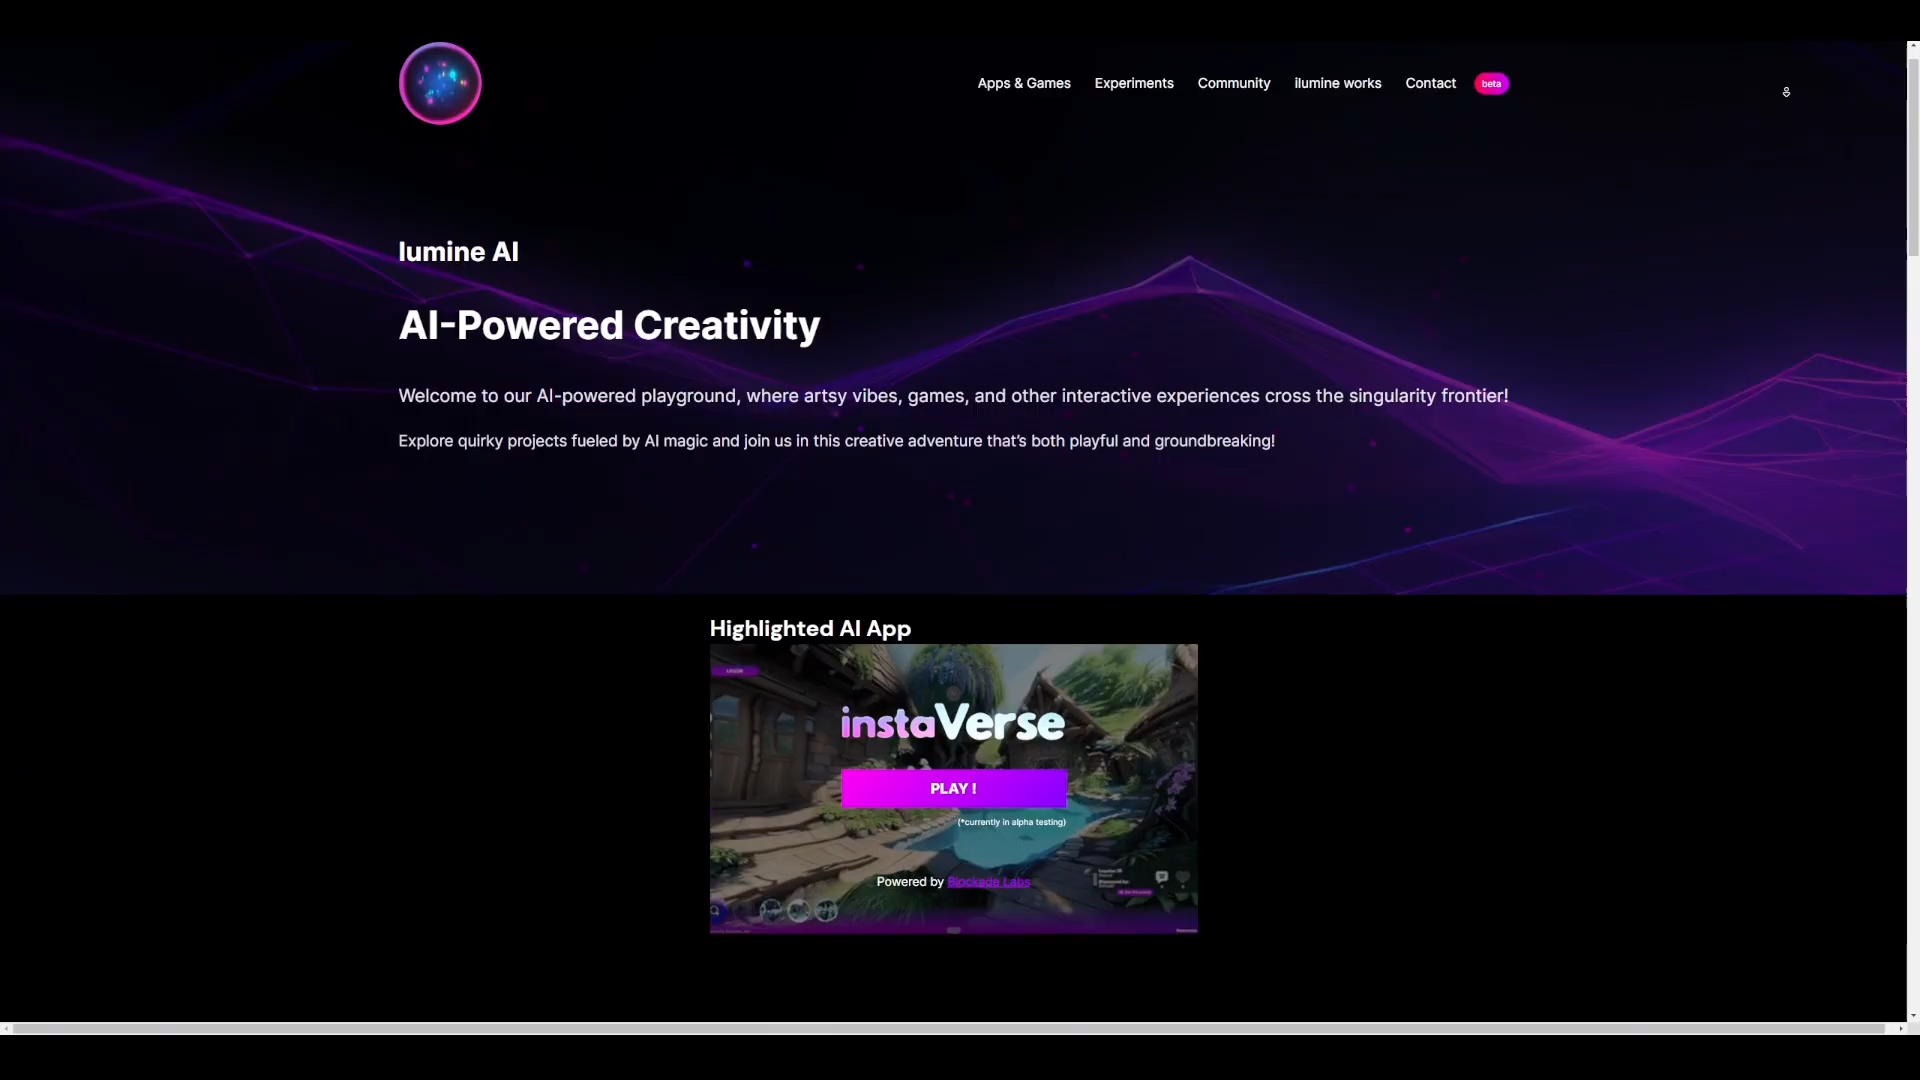 Apps & Games Experiments Community ilumine works Contact beta
lumine AI
AI-Powered Creativity
Welcome to our AI-powered playground, where artsy vibes, games, and other interactive experiences cross the singularity frontier!
Explore quirky projects fueled by AI magic and join us in this creative adventure that's both playful and groundbreaking!
Highlighted AI App
instaVerse
PLAY !
(*currently in alpha testing)
Powered by Blockade Labs